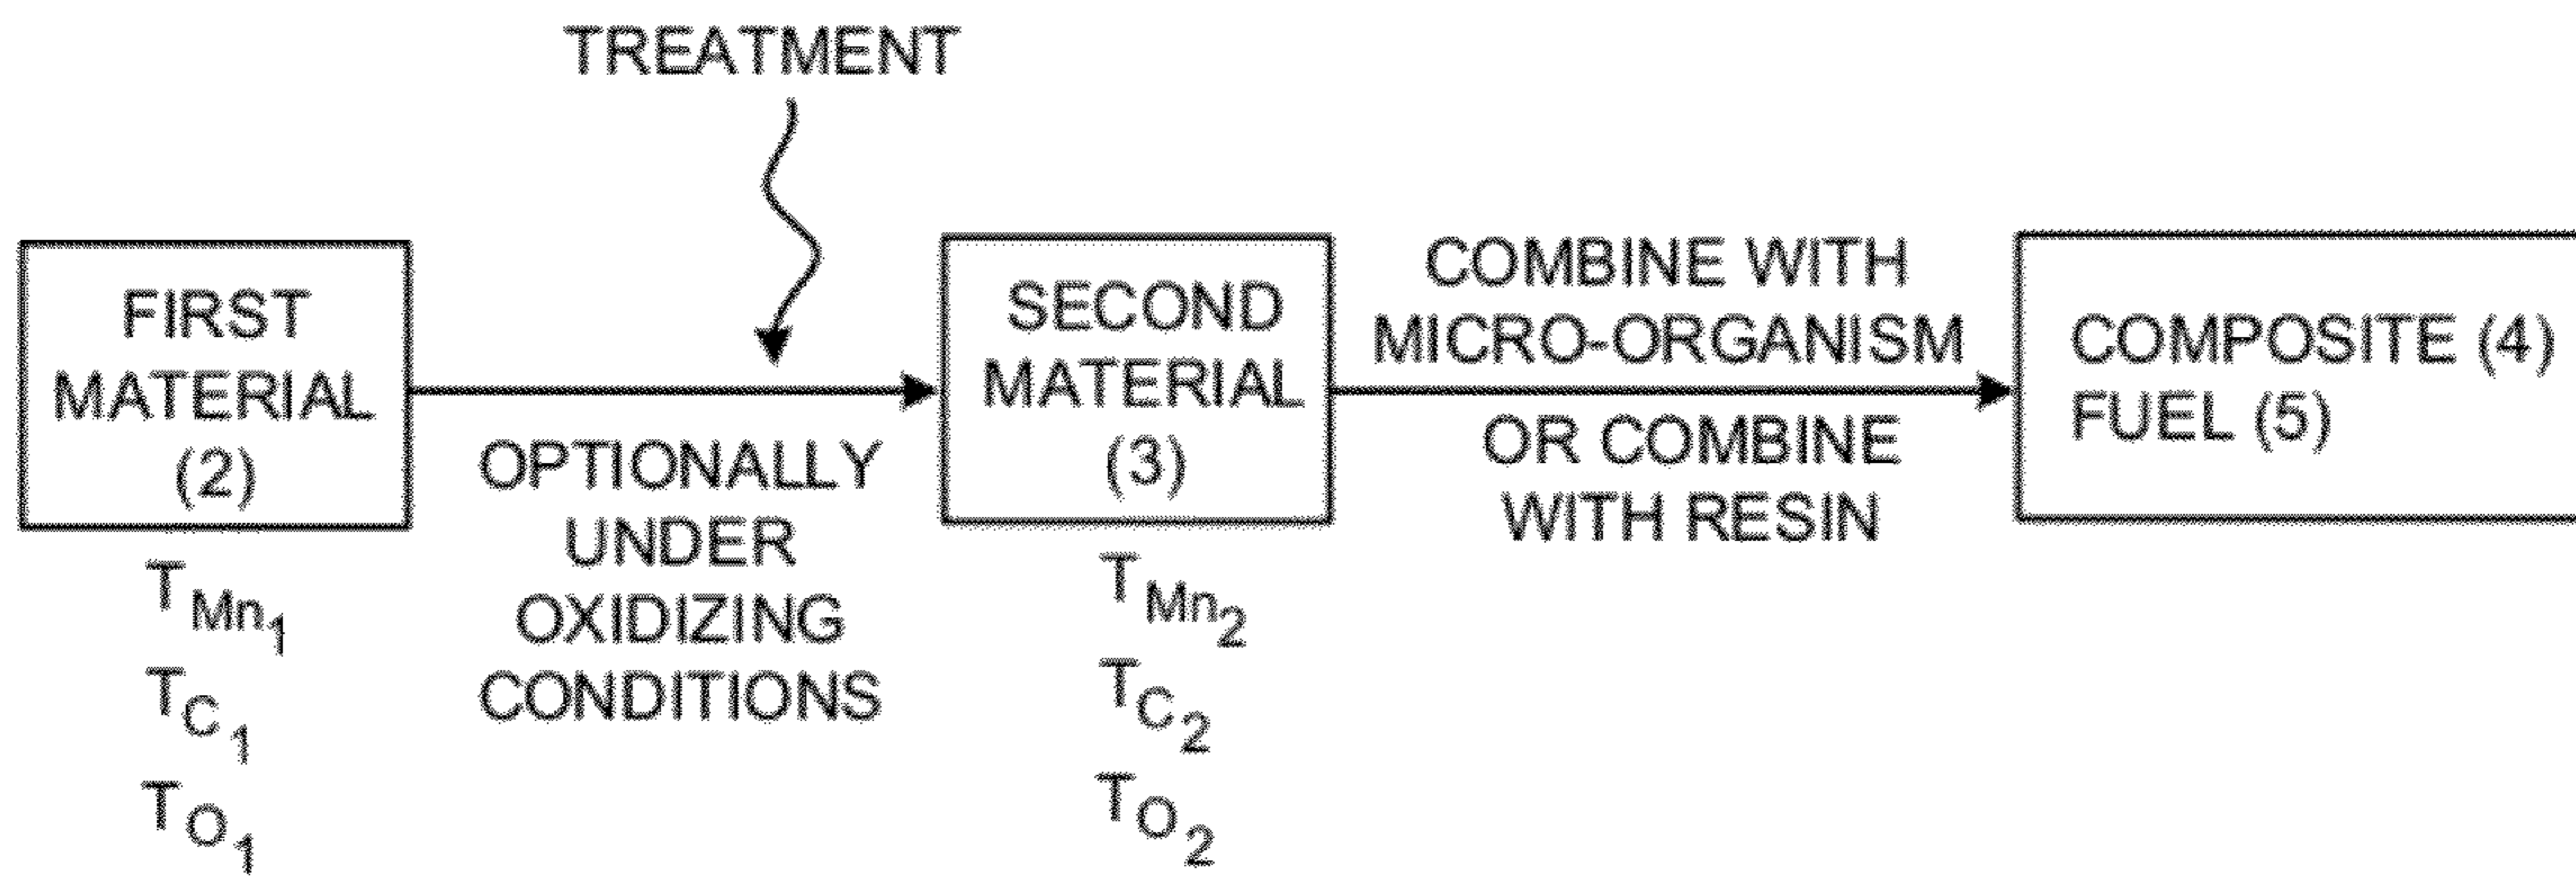 TREATMENT
FIRST
MATERIAL
(2)
OPTIONALLY
UNDER
OXIDIZING
CONDITIONS
SECOND
MATERIAL
(3)
COMBINE WITH
MICRO-ORGANISM
OR COMBINE
WITH RESIN
COMPOSITE (4)
FUEL (5)
TMn1
TC1
TO1
TMn2
TC2
TO2